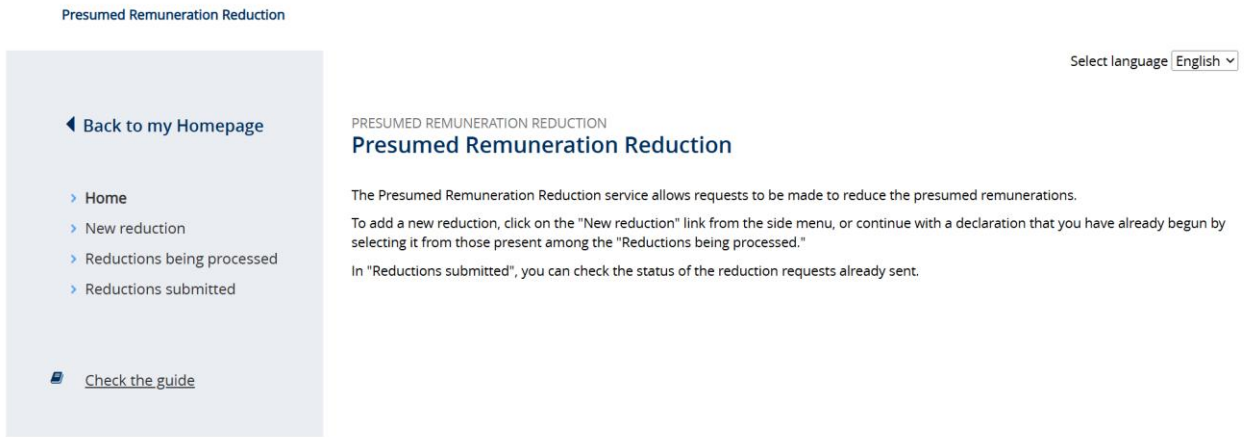 Presumed Remuneration Reduction
Select language English
Back to my Homepage
Home
New reduction
Reductions being processed
Reductions submitted
Check the guide
PRESUMED REMUNERATION REDUCTION
Presumed Remuneration Reduction
The Presumed Remuneration Reduction service allows requests to be made to reduce the presumed remunerations.
To add a new reduction, click on the "New reduction" link from the side menu, or continue with a declaration that you have already begun by
selecting it from those present among the "Reductions being processed."
In "Reductions submitted", you can check the status of the reduction requests already sent.